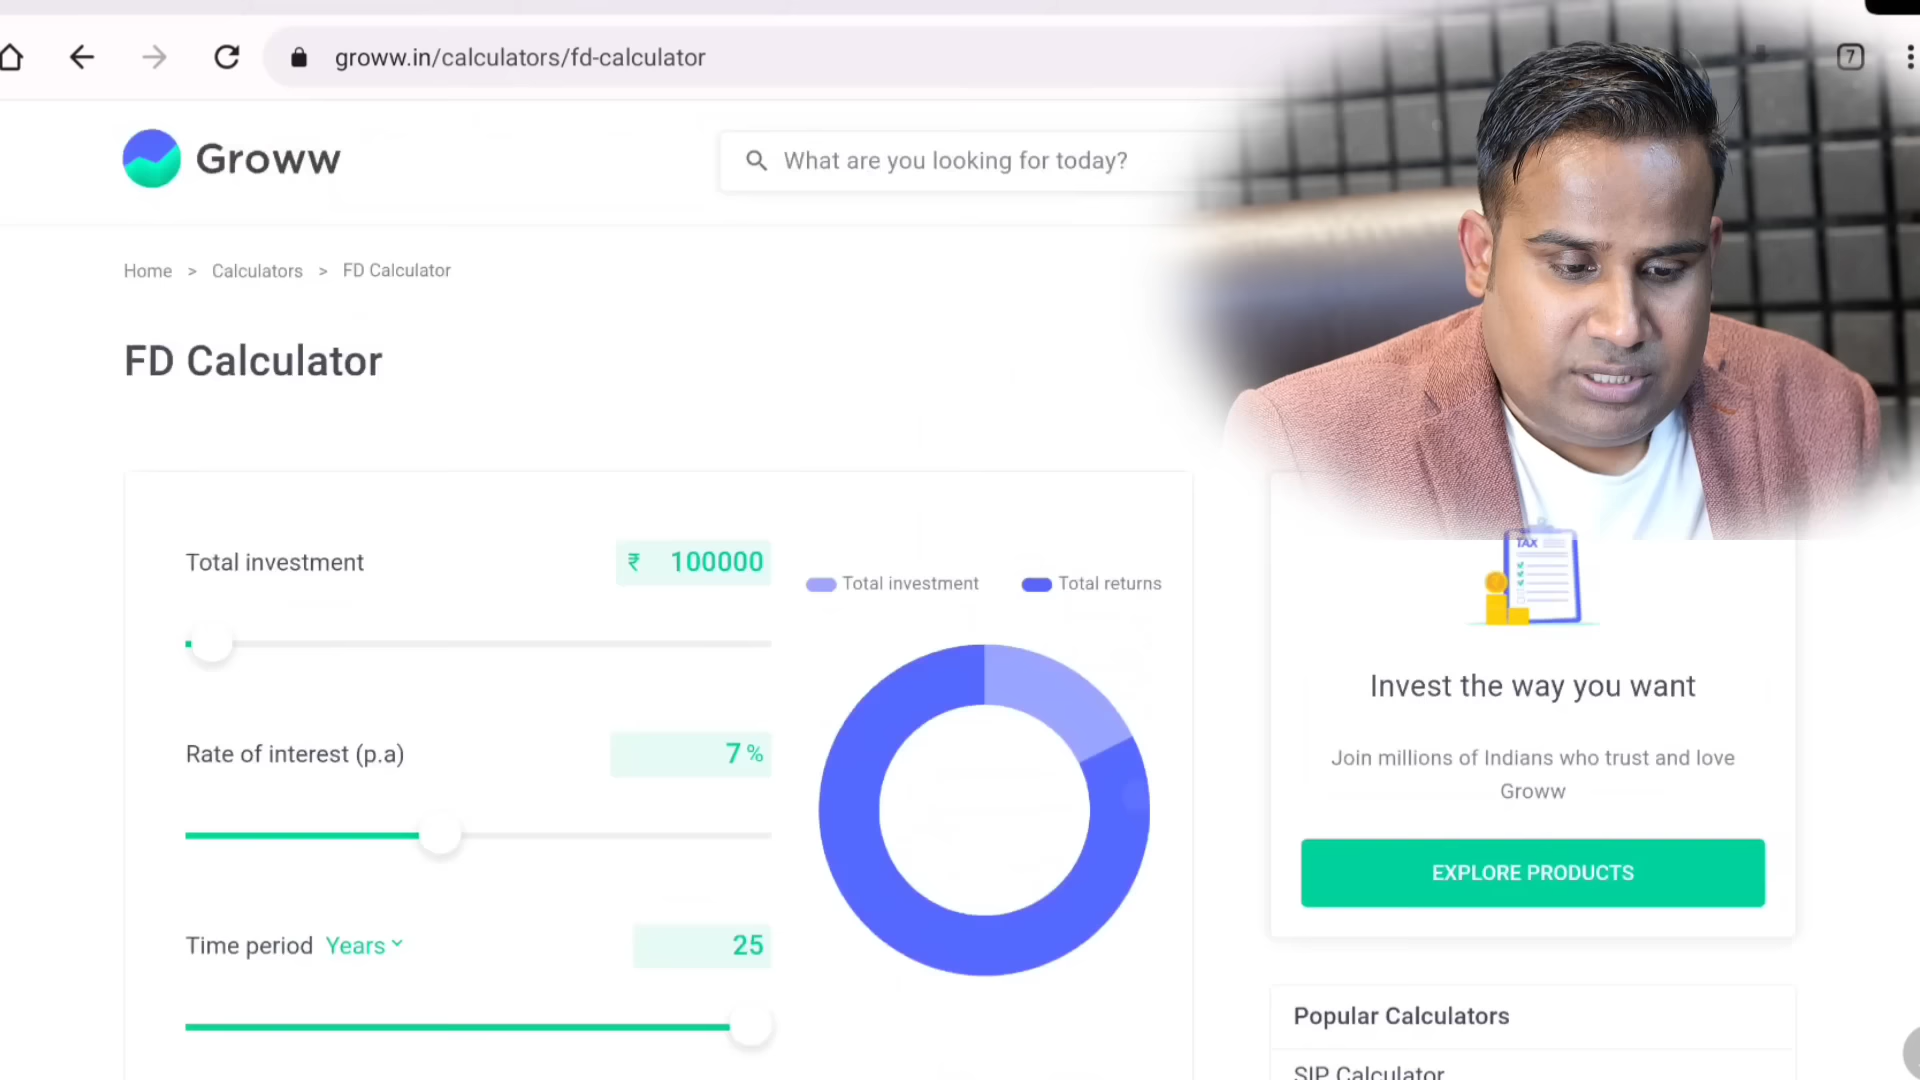 groww.in/calculators/fd-calculator
7
Groww
What are you looking for today?
Home > Calculators > FD Calculator
FD Calculator
Total investment
₹ 100000
Total investment
Total returns
Rate of interest (p.a)
7 %
Time period Years
25
TAX
Invest the way you want
Join millions of Indians who trust and love
Groww
EXPLORE PRODUCTS
Popular Calculators
SIP Calculator